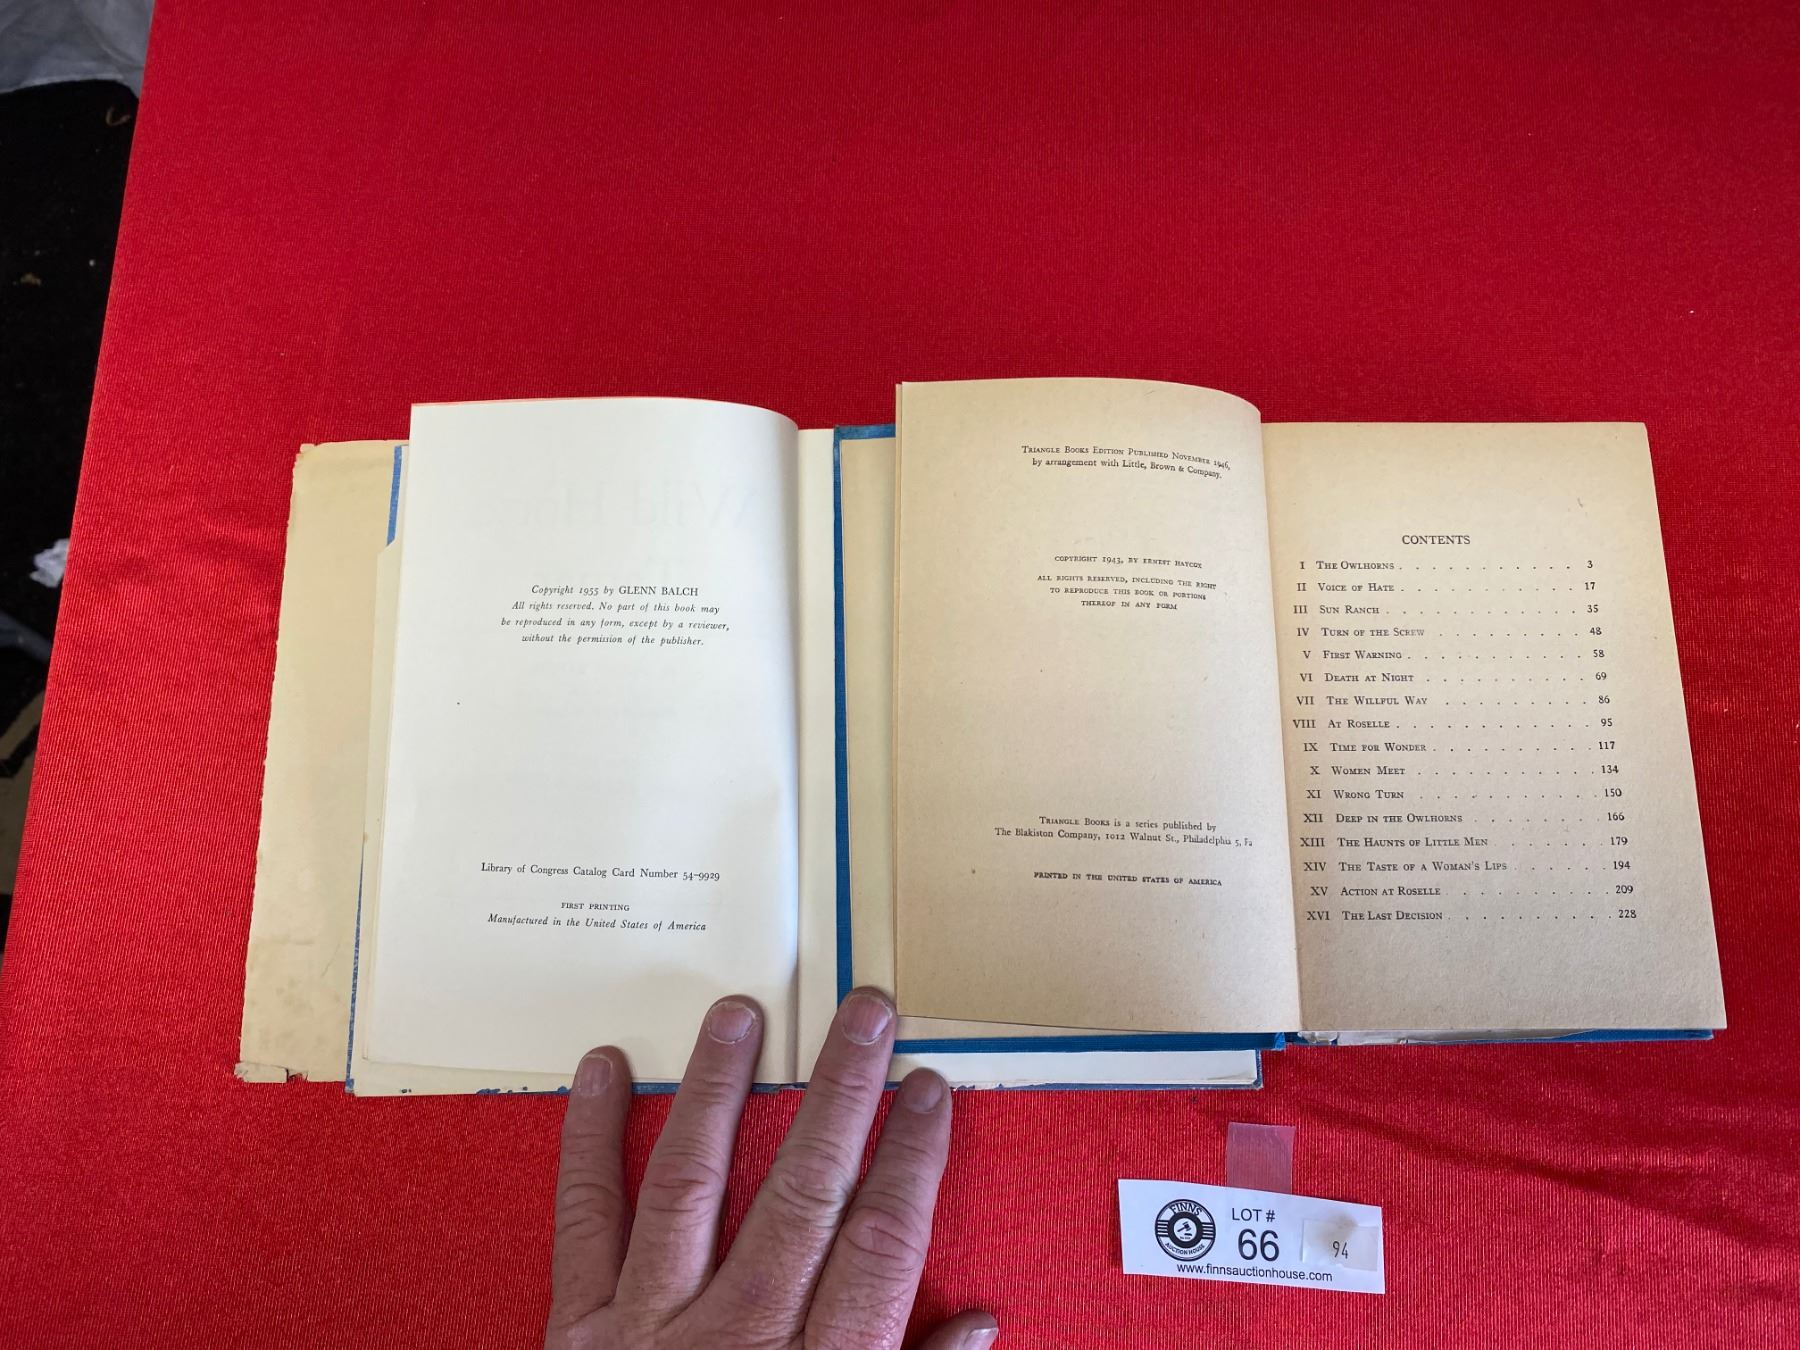 Copyright 1955 by GLENN BALCH
All rights reserved. No part of this book may
be reproduced in any form, except by a reviewer,
without the permission of the publisher.
Library of Congress Catalog Card Number 54-9929
FIRST PRINTING
Manufactured in the United States of America
TRIANGLE BOOKS EDITION PUBLISHED NOVEMBER 1946,
by arrangement with Little, Brown & Company.
COPYRIGHT 1943, BY ERNEST HAYCOX
ALL RIGHTS RESERVED, INCLUDING THE RIGHT
TO REPRODUCE THIS BOOK OR PORTIONS
THEREOF IN ANY FORM
TRIANGLE BOOKS is a series published by
The Blakiston Company, 1012 Walnut St., Philadelphia 5, Pa
PRINTED IN THE UNITED STATES OF AMERICA
CONTENTS
I THE OWLHORNS . . . . . . . . . . . 3
II VOICE OF HATE . . . . . . . . . . . 17
III SUN RANCH . . . . . . . . . . . . 35
IV TURN OF THE SCREW . . . . . . . . . 48
V FIRST WARNING . . . . . . . . . . . 58
VI DEATH AT NIGHT . . . . . . . . . . 69
VII THE WILLFUL WAY . . . . . . . . . 86
VIII AT ROSELLE . . . . . . . . . . . . 95
IX TIME FOR WONDER . . . . . . . . . . 117
X WOMEN MEET . . . . . . . . . . . 134
XI WRONG TURN . . . . . . . . . . . 150
XII DEEP IN THE OWLHORNS . . . . . . . . 166
XIII THE HAUNTS OF LITTLE MEN . . . . . . . 179
XIV THE TASTE OF A WOMAN'S LIPS . . . . . . 194
XV ACTION AT ROSELLE . . . . . . . . . 209
XVI THE LAST DECISION . . . . . . . . . . 228
FINNS
AUCTION HOUSE
LOT #
66
94
www.finnsauctionhouse.com